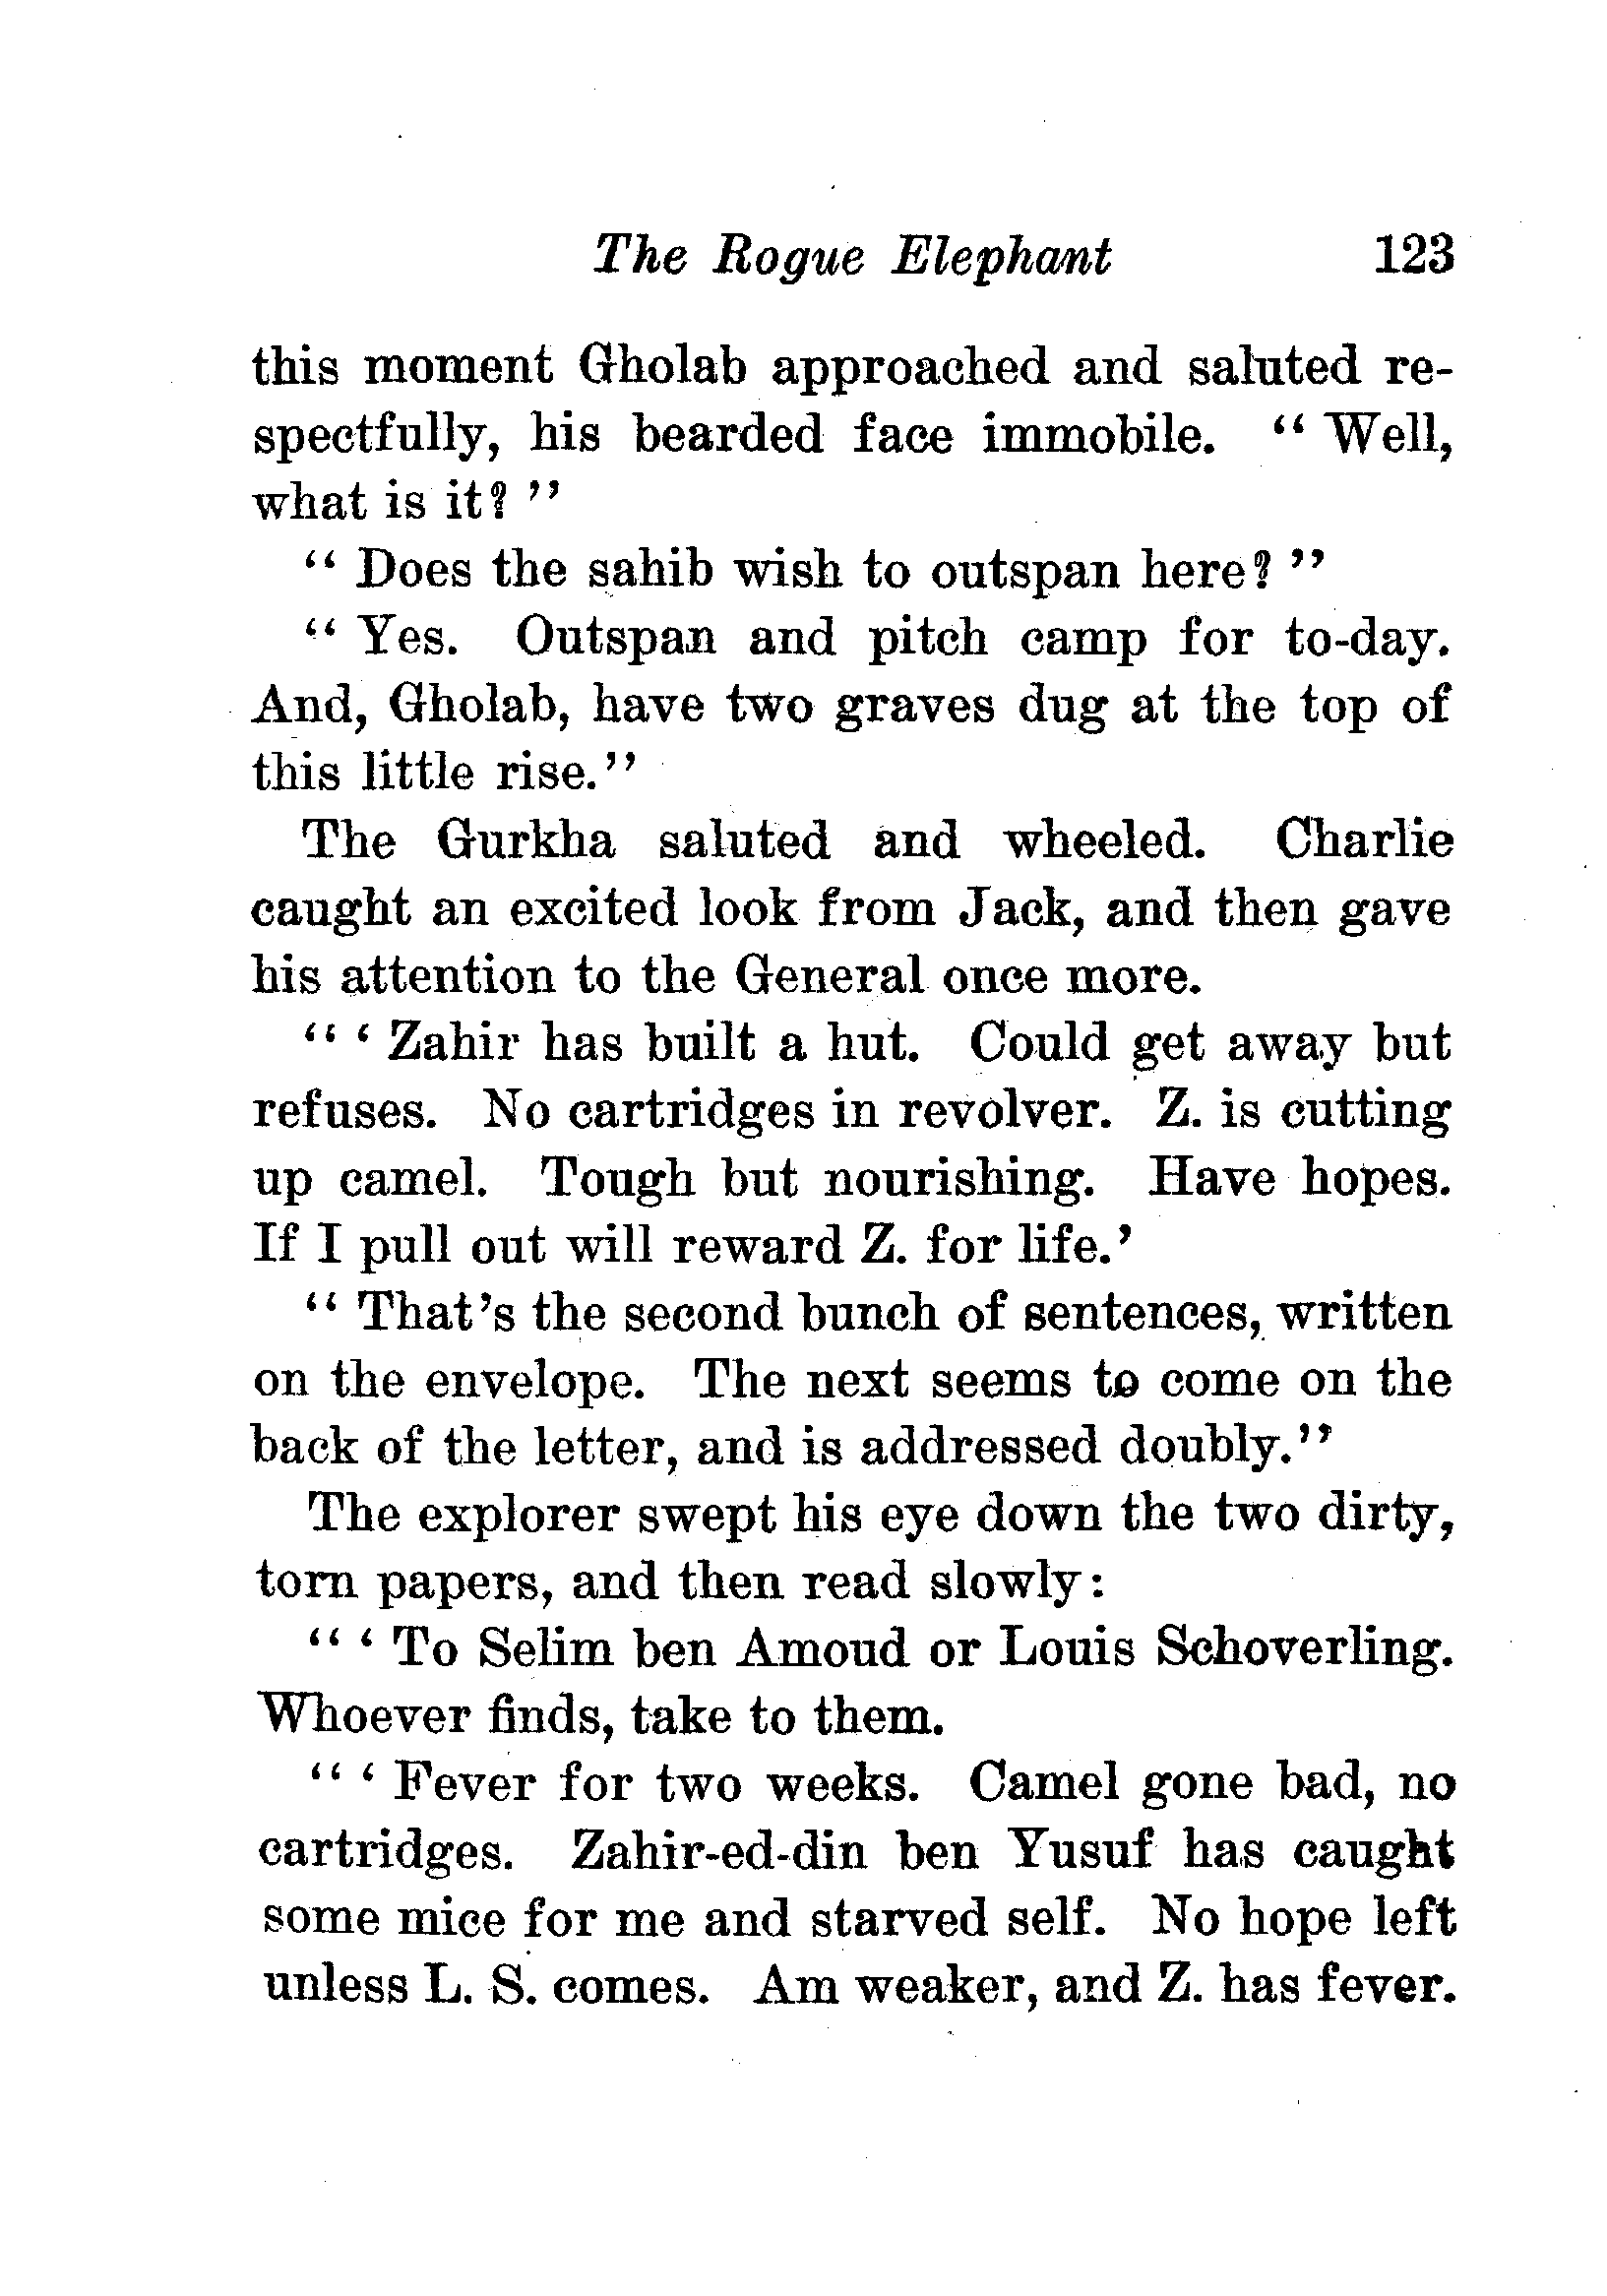 The Rogue Elephant 123
this moment Gholab approached and saluted re-
spectfully, his bearded face immobile. “ Well,
what is it? ”
“ Does the sahib wish to outspan here? ”
“ Yes. Outspan and pitch camp for to-day.
And, Gholab, have two graves dug at the top of
this little rise.”
The Gurkha saluted and wheeled. Charlie
caught an excited look from Jack, and then gave
his attention to the General once more.
“ ‘ Zahir has built a hut. Could get away but
refuses. No cartridges in revolver. Z. is cutting
up camel. Tough but nourishing. Have hopes.
If I pull out will reward Z. for life.’
“ That’s the second bunch of sentences, written
on the envelope. The next seems to come on the
back of the letter, and is addressed doubly.”
The explorer swept his eye down the two dirty,
torn papers, and then read slowly:
“ ‘ To Selim ben Amoud or Louis Schoverling.
Whoever finds, take to them.
“ ‘ Fever for two weeks. Camel gone bad, no
cartridges. Zahir-ed-din ben Yusuf has caught
some mice for me and starved self. No hope left
unless L. S. comes. Am weaker, and Z. has fever.